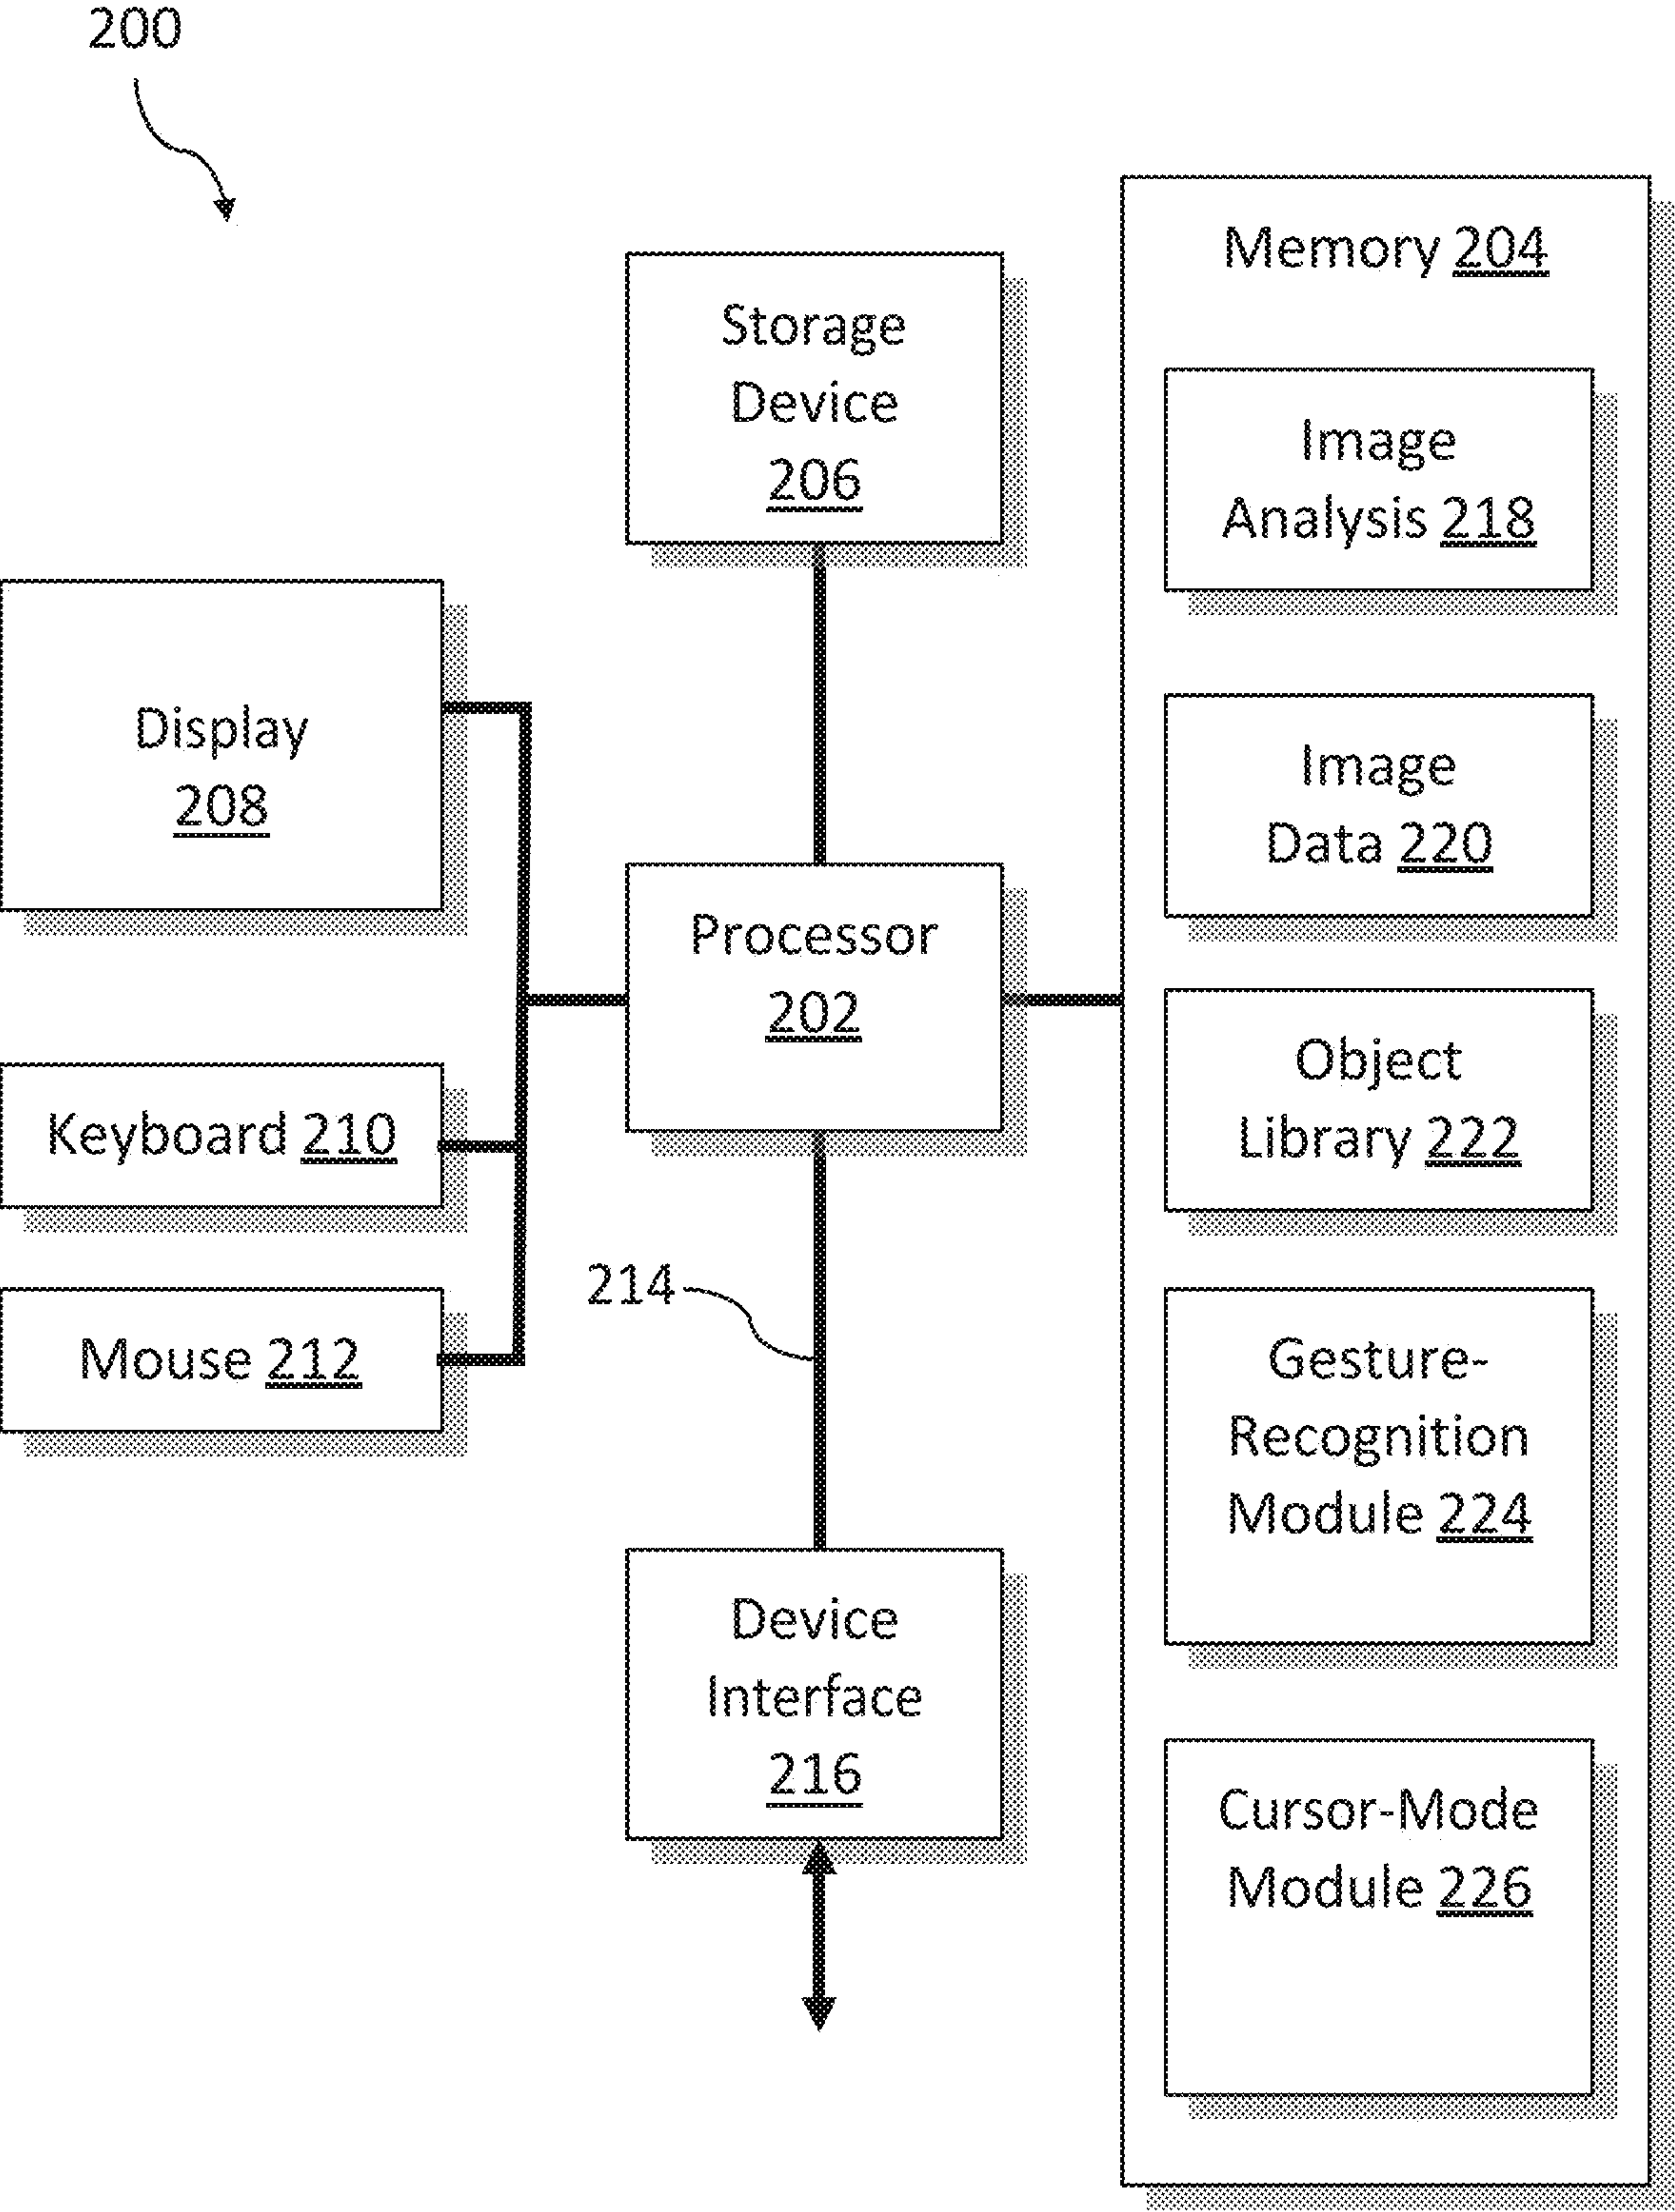 200
Memory 204
Storage
Device
206
Image
Analysis 218
Display
208
Image
Data 220
Processor
202
Object
Library 222
Keyboard 210
214
Mouse 212
Gesture-
Recognition
Module 224
Device
Interface
216
Cursor-Mode
Module 226